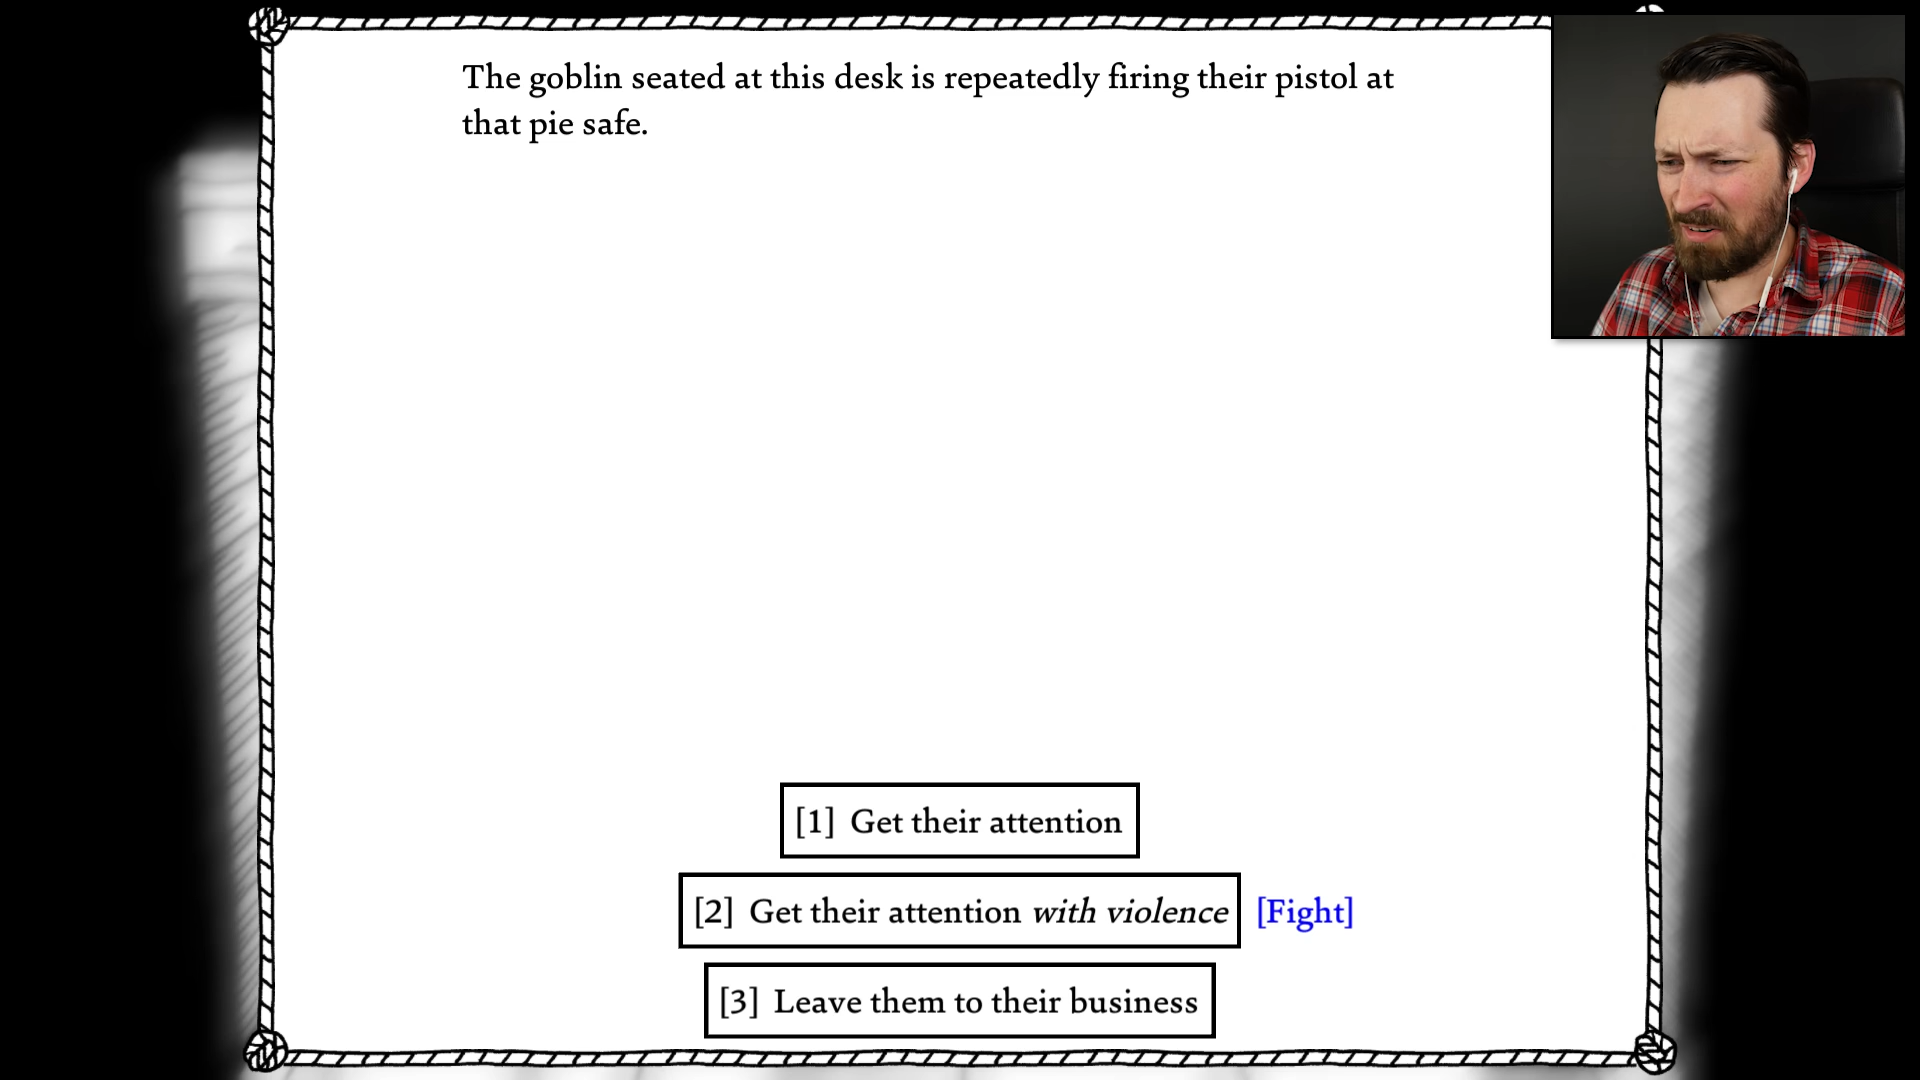 The goblin seated at this desk is repeatedly firing their pistol at
that pie safe.
[1] Get their attention
[2] Get their attention with violence [Fight]
[3] Leave them to their business